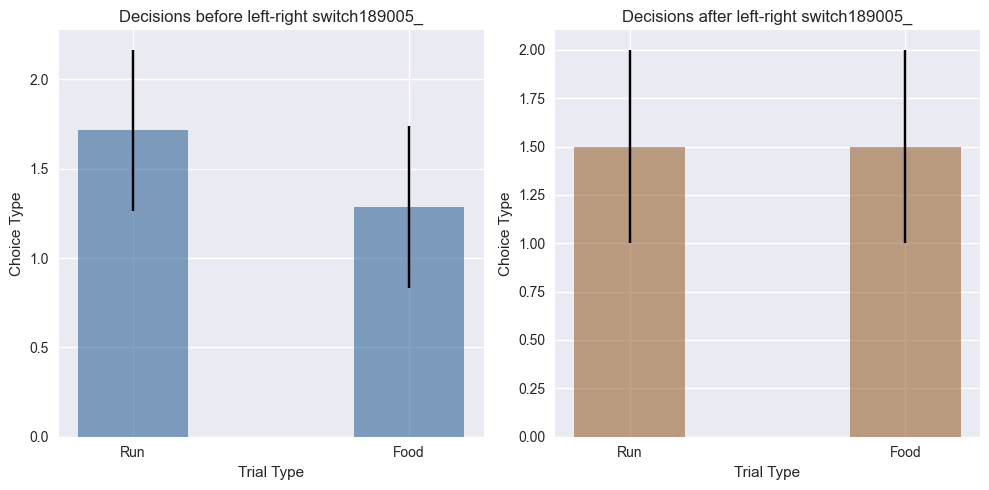 Decisions before left-right switch189005_
2.0
1.5
1.0
0.5
0.0
Choice Type
Run
Food
Trial Type
Decisions after left-right switch189005_
2.00
1.75
1.50
1.25
1.00
0.75
0.50
0.25
0.00
Choice Type
Run
Food
Trial Type